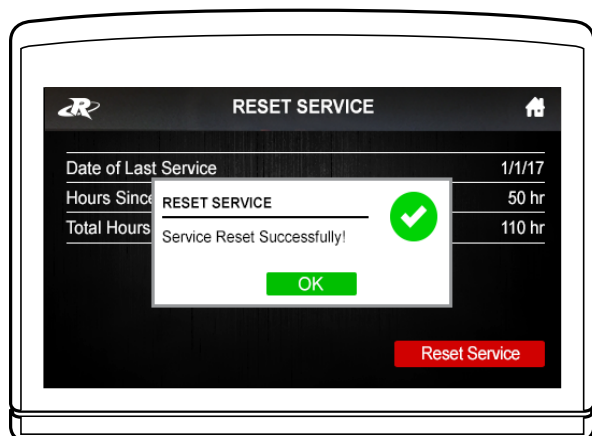 R
RESET SERVICE
Date of Last Service 1/1/17
Hours Since 50 hr
Total Hours 110 hr
RESET SERVICE
Service Reset Successfully!
OK
Reset Service